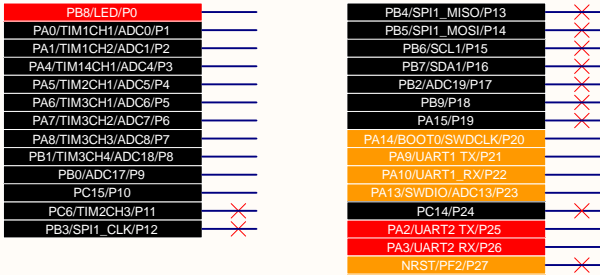 PB8/LED/P0
PA0/TIM1CH1/ADC0/P1
PA1/TIM1CH2/ADC1/P2
PA4/TIM14CH1/ADC4/P3
PA5/TIM2CH1/ADC5/P4
PA6/TIM3CH1/ADC6/P5
PA7/TIM3CH2/ADC7/P6
PA8/TIM3CH3/ADC8/P7
PB1/TIM3CH4/ADC18/P8
PB0/ADC17/P9
PC15/P10
PC6/TIM2CH3/P11
PB3/SPI1_CLK/P12
PB4/SPI1_MISO/P13
PB5/SPI1_MOSI/P14
PB6/SCL1/P15
PB7/SDA1/P16
PB2/ADC19/P17
PB9/P18
PA15/P19
PA14/BOOT0/SWDCLK/P20
PA9/UART1 TX/P21
PA10/UART1_RX/P22
PA13/SWDIO/ADC13/P23
PC14/P24
PA2/UART2 TX/P25
PA3/UART2 RX/P26
NRST/PF2/P27